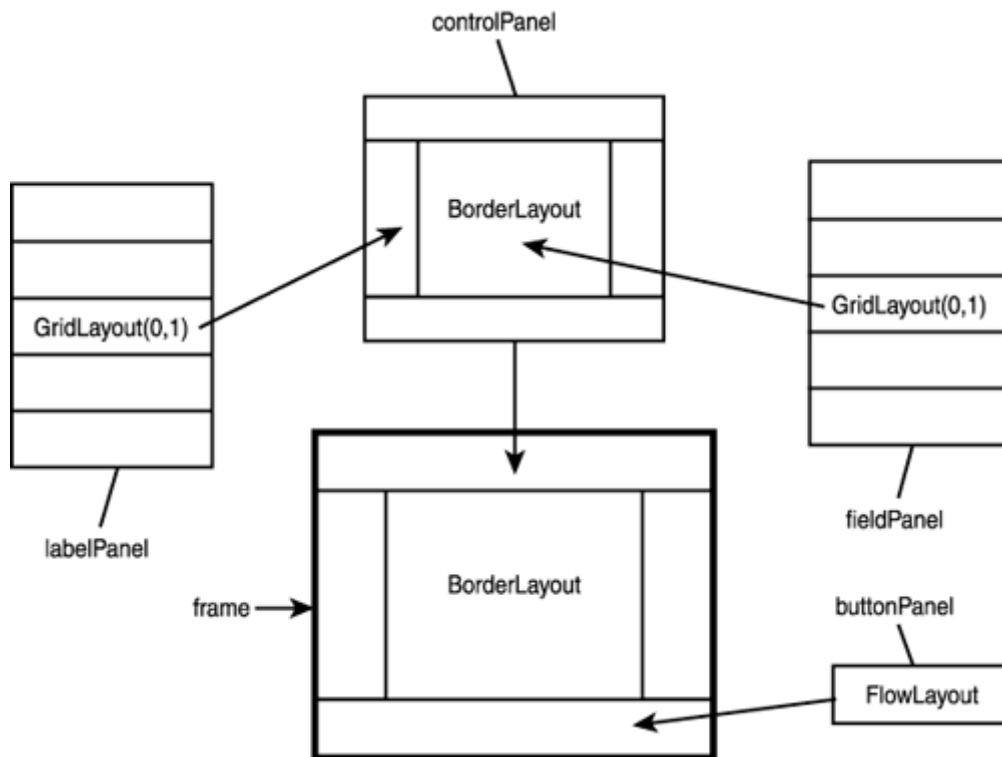 controlPanel
BorderLayout
GridLayout(0,1)
GridLayout(0,1)
labelPanel
fieldPanel
frame
BorderLayout
buttonPanel
FlowLayout